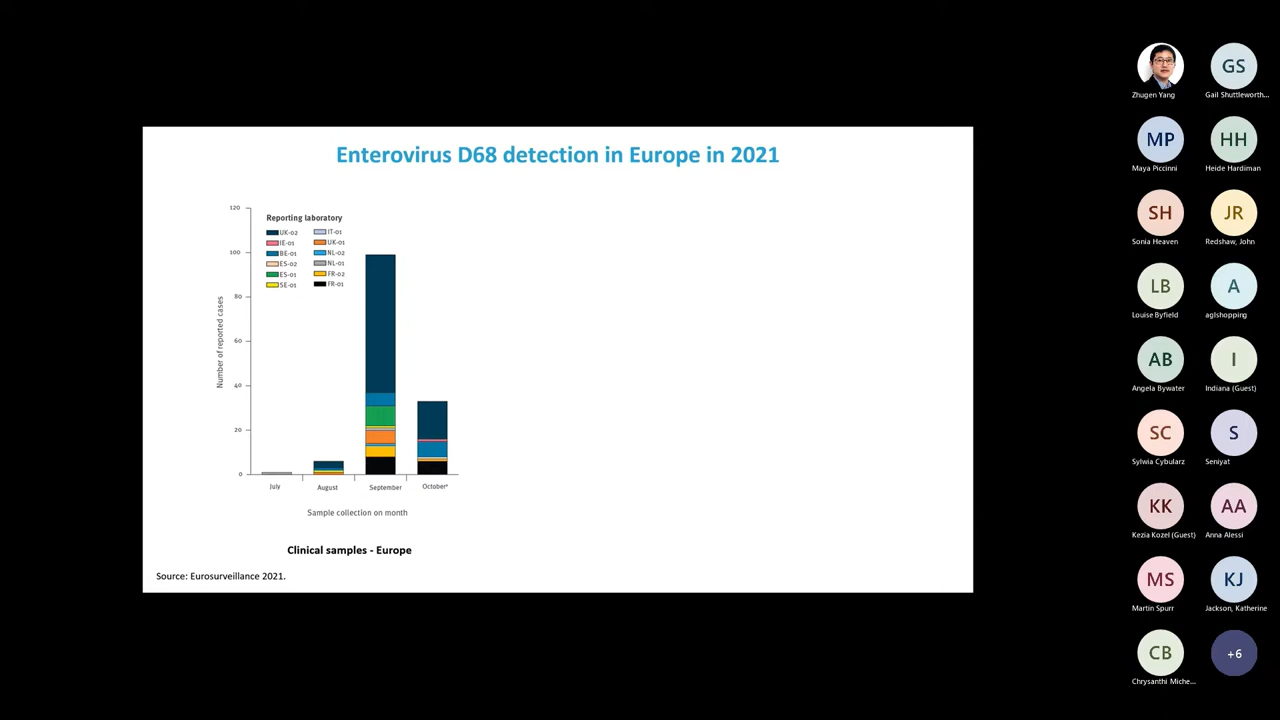 Enterovirus D68 detection in Europe in 2021
120
100
80
60
40
20
0
Number of reported cases
Reporting laboratory
UK-02
IE-01
BE-01
ES-02
ES-01
SE-01
IT-01
UK-01
NL-02
NL-01
FR-02
FR-01
July
August
September
Octoberª
Sample collection on month
Clinical samples - Europe
Source: Eurosurveillance 2021.
Zhugen Yang
GS
Gail Shuttleworth...
MP
Maya Piccinni
HH
Heide Hardiman
SH
Sonia Heaven
JR
Redshaw, John
LB
Louise Byfield
A
aglshopping
AB
Angela Bywater
I
Indiana (Guest)
SC
Sylwia Cybularz
S
Seniyat
KK
Kezia Kozel (Guest)
AA
Anna Alessi
MS
Martin Spurr
KJ
Jackson, Katherine
CB
Chrysanthi Miche...
+6